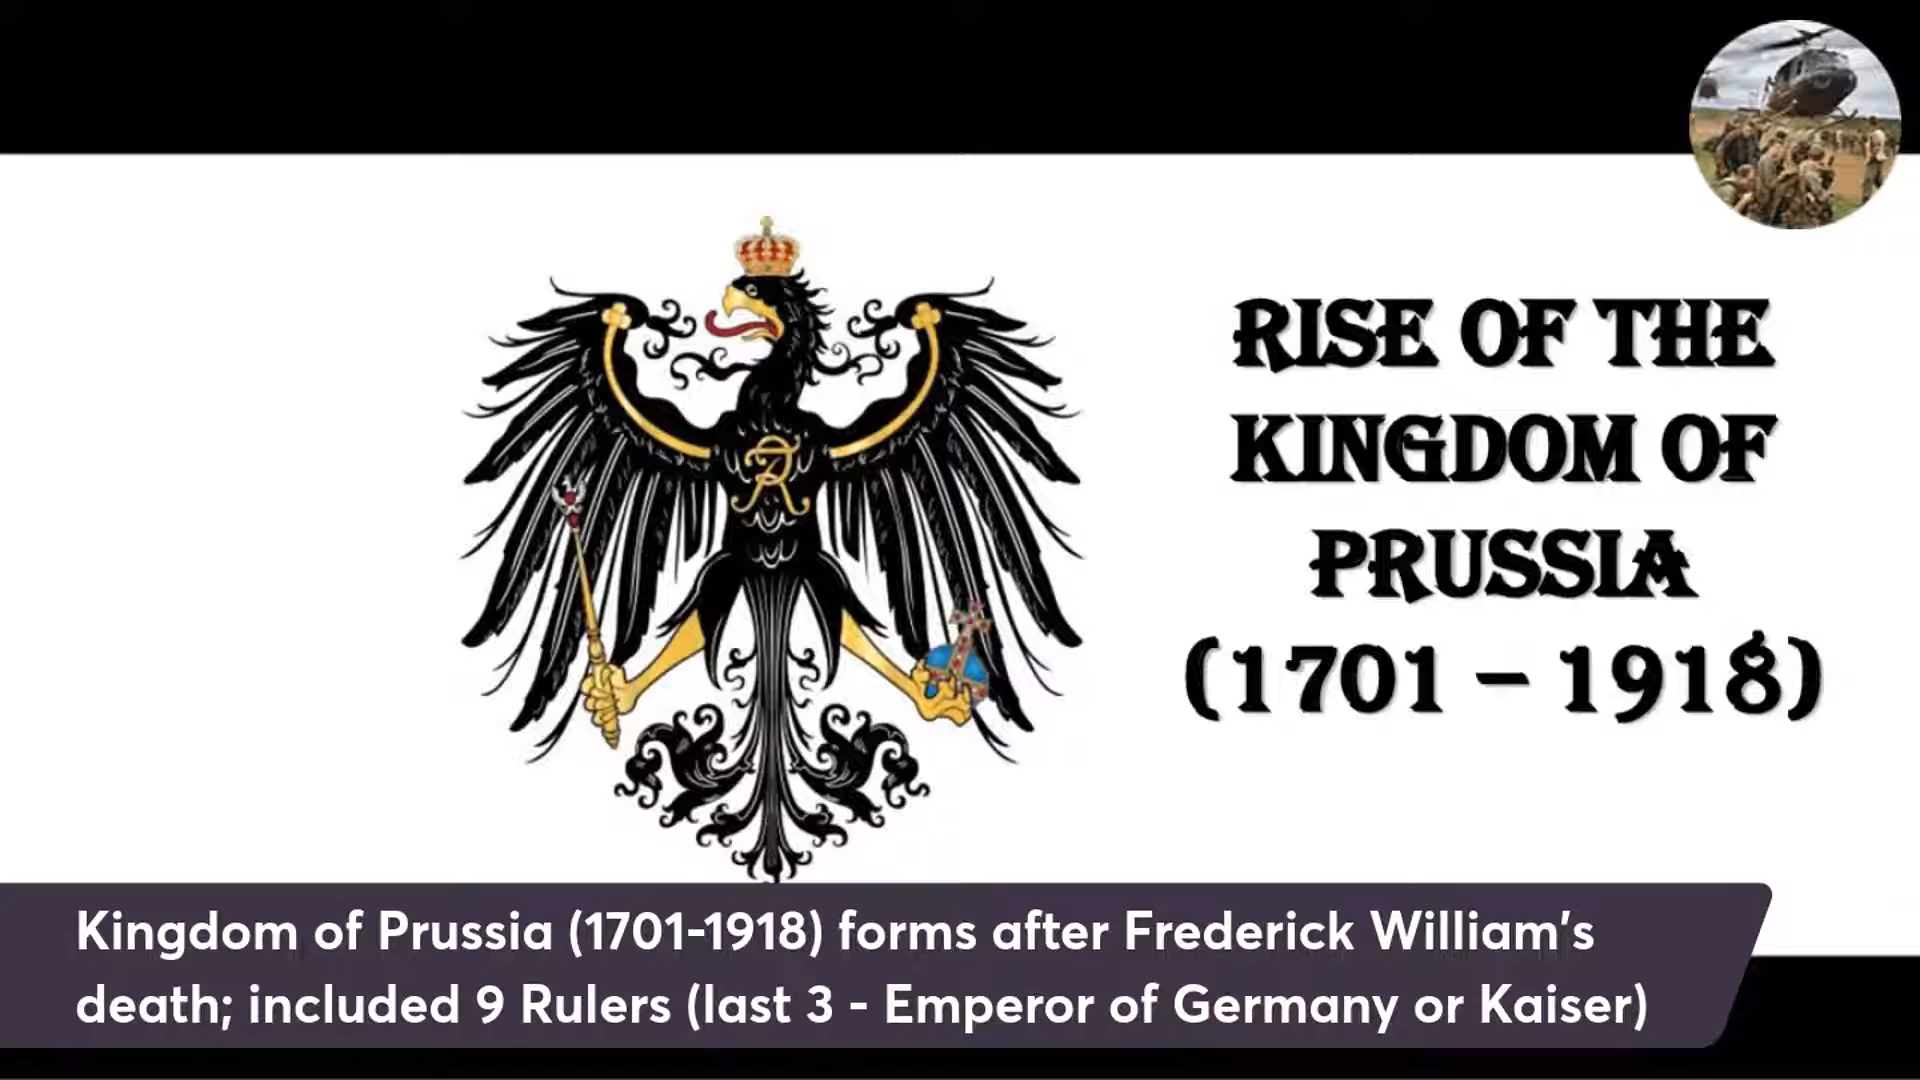 RISE OF THE
KINGDOM OF
PRUSSIA
(1701 – 1918)
FR
Kingdom of Prussia (1701-1918) forms after Frederick William's
death; included 9 Rulers (last 3 - Emperor of Germany or Kaiser)